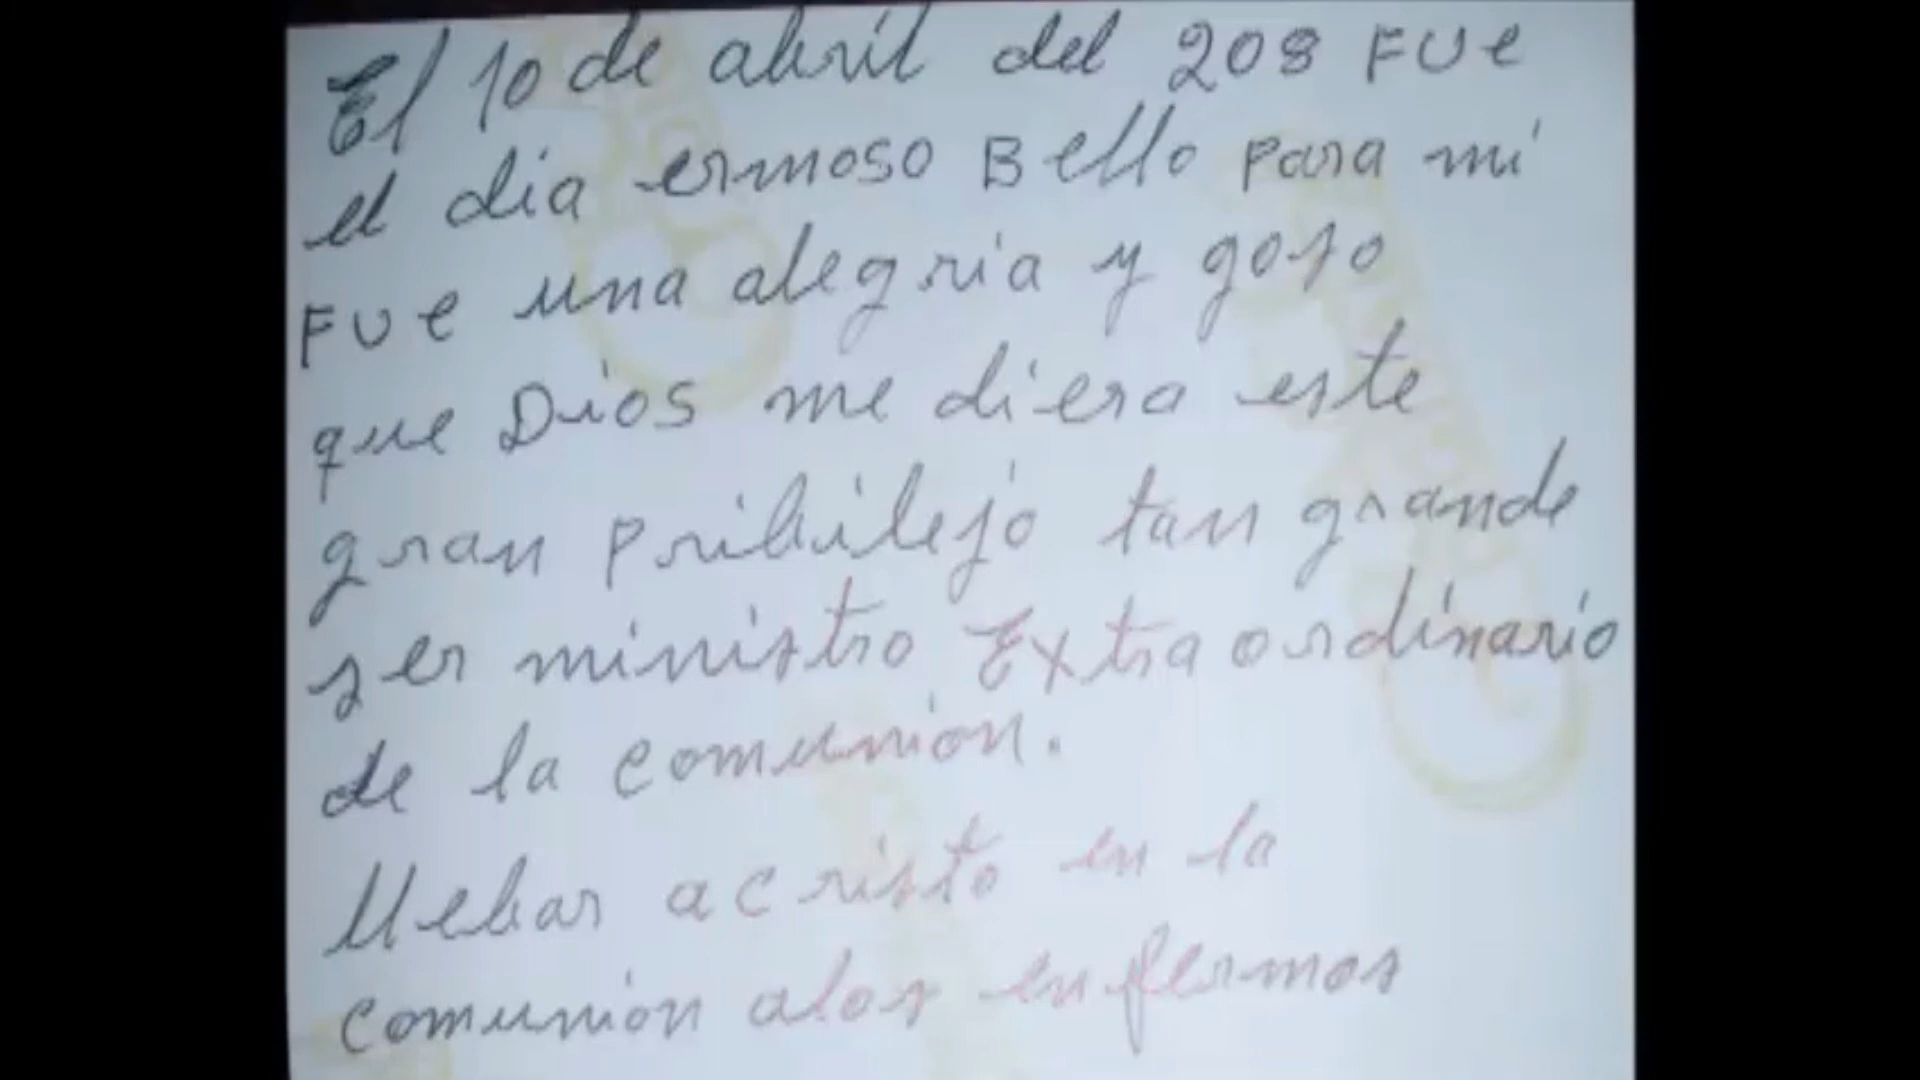 El 10 de abril del 208 FUe
el dia ermoso Bello para mi
FUe una alegria y goso
que Dios me diera este
gran pribilejo tan grande
ser ministro Extraordinario
de la comunion.
Llebar acristo en la
comunion alos enfermos